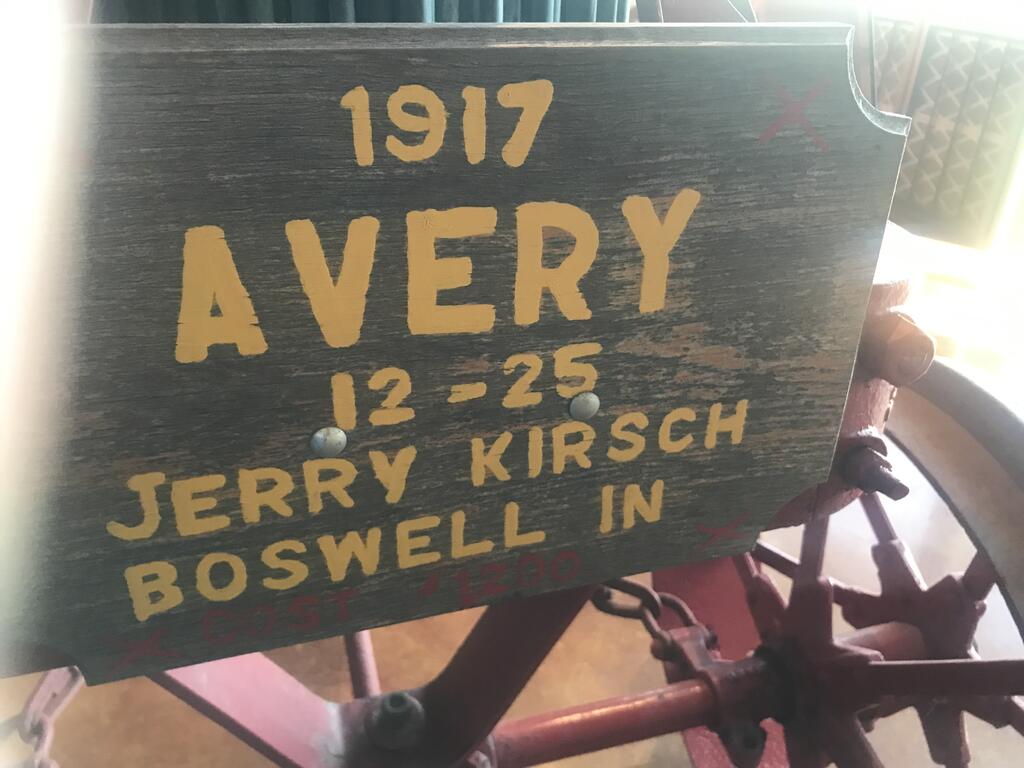 1917
AVERY
12-25
JERRY KIRSCH
BOSWELL IN
COST $1200